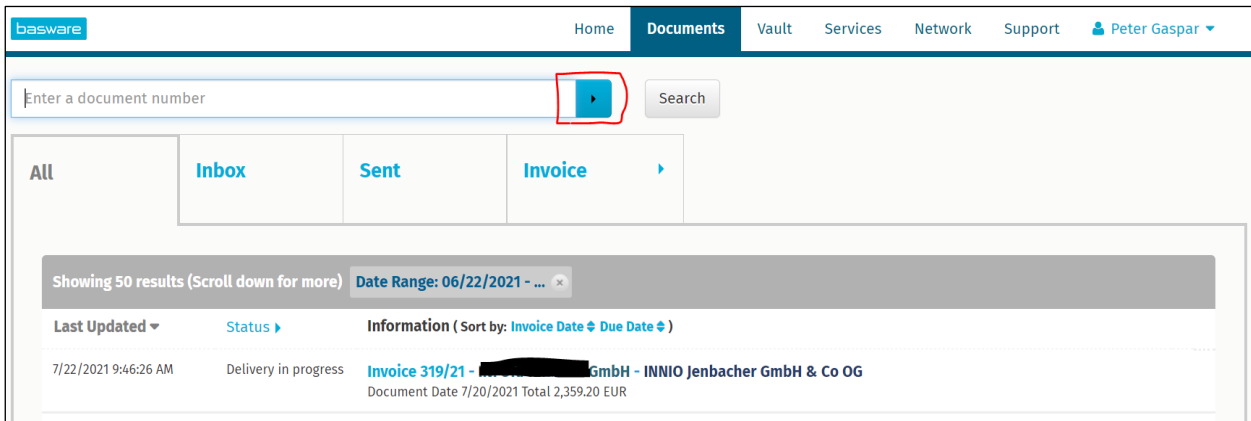 basware
Home Documents Vault Services Network Support Peter Gaspar
Enter a document number
Search
All Inbox Sent Invoice
Showing 50 results (Scroll down for more) Date Range: 06/22/2021 - ...
Last Updated Status Information ( Sort by: Invoice Date Due Date )
7/22/2021 9:46:26 AM Delivery in progress Invoice 319/21 - GmbH - INNIO Jenbacher GmbH & Co OG
Document Date 7/20/2021 Total 2,359.20 EUR